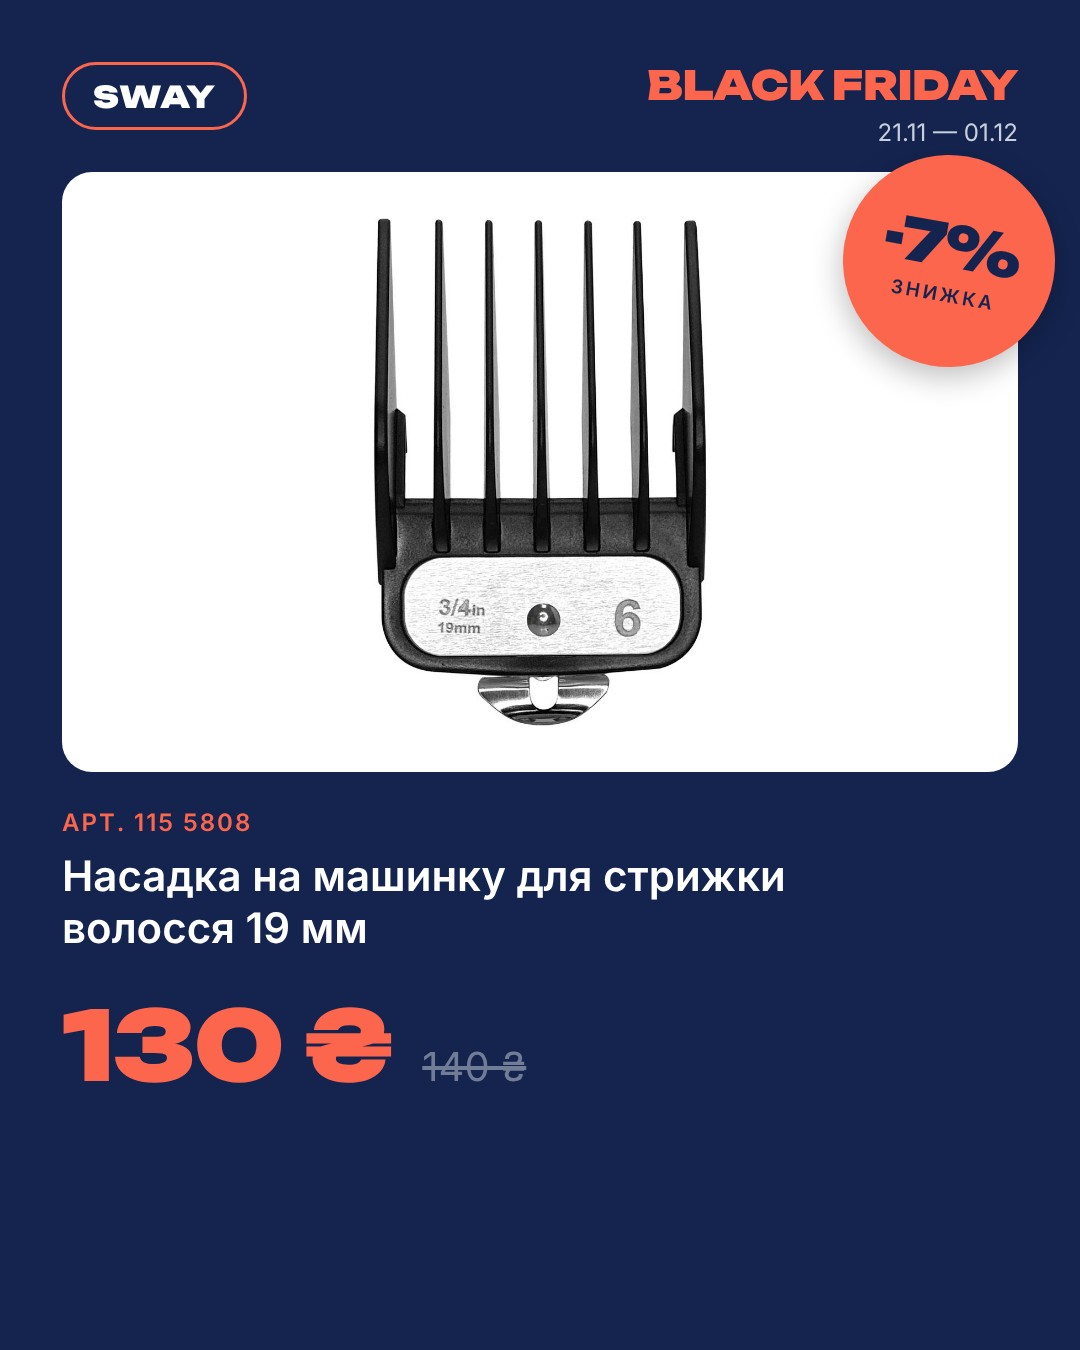 SWAY
BLACK FRIDAY
21.11 — 01.12
-7%
ЗНИЖКА
3/4in
19mm
6
АРТ. 115 5808
Насадка на машинку для стрижки
волосся 19 мм
130 ₴ 140 ₴